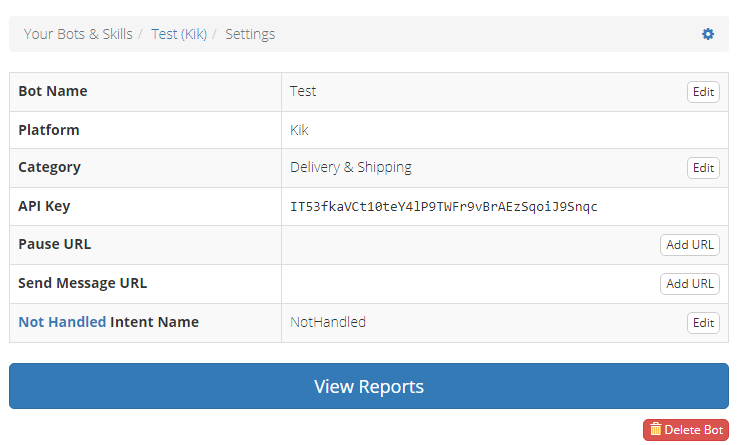 Your Bots & Skills / Test (Kik) / Settings
Bot Name Test Edit
Platform Kik
Category Delivery & Shipping Edit
API Key IT53fkaVCt10teY4lP9TWFr9vBrAEzSqoiJ9Snqc
Pause URL Add URL
Send Message URL Add URL
Not Handled Intent Name NotHandled Edit
View Reports
Delete Bot